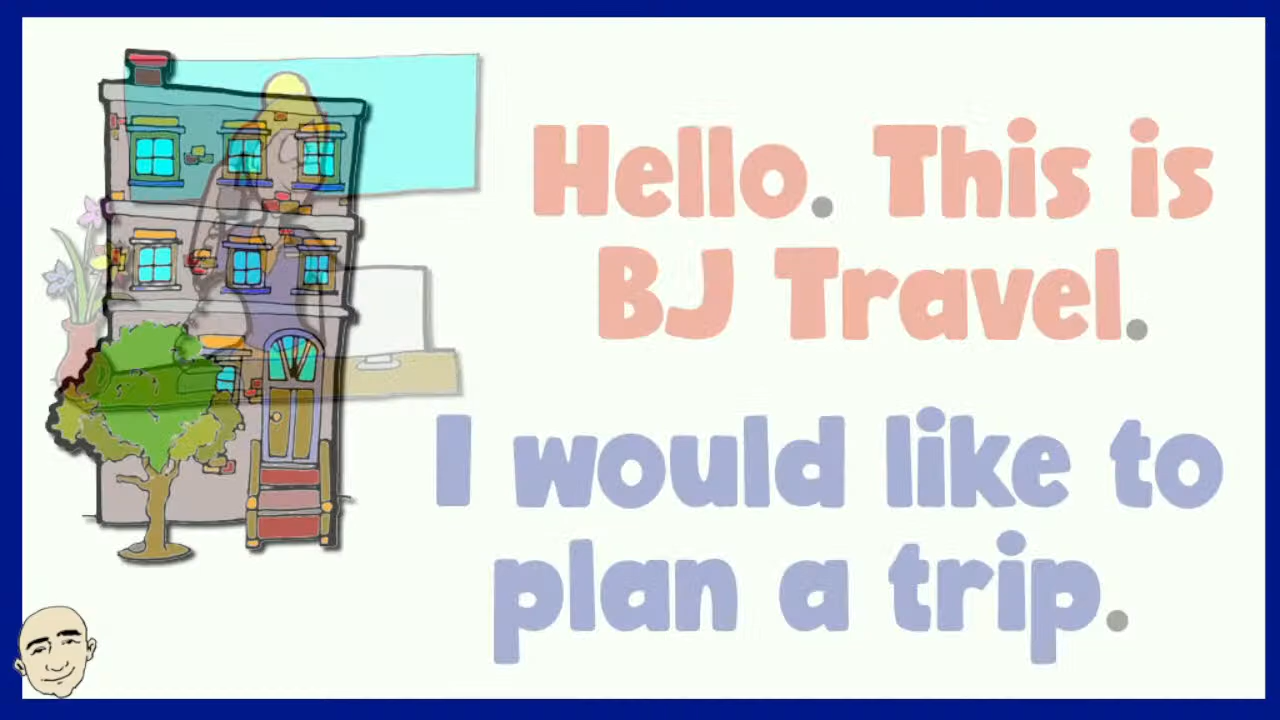 Hello. This is
BJ Travel.
I would like to
plan a trip.